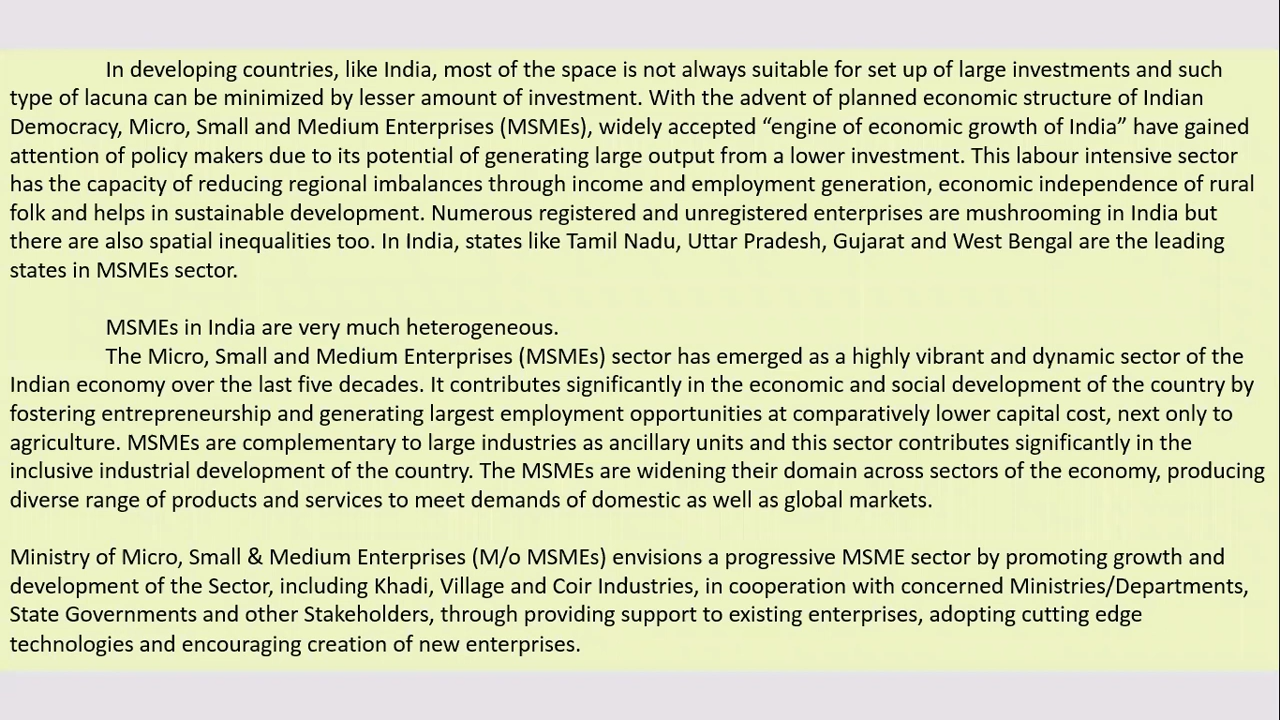 In developing countries, like India, most of the space is not always suitable for set up of large investments and such
type of lacuna can be minimized by lesser amount of investment. With the advent of planned economic structure of Indian
Democracy, Micro, Small and Medium Enterprises (MSMEs), widely accepted “engine of economic growth of India” have gained
attention of policy makers due to its potential of generating large output from a lower investment. This labour intensive sector
has the capacity of reducing regional imbalances through income and employment generation, economic independence of rural
folk and helps in sustainable development. Numerous registered and unregistered enterprises are mushrooming in India but
there are also spatial inequalities too. In India, states like Tamil Nadu, Uttar Pradesh, Gujarat and West Bengal are the leading
states in MSMEs sector.
MSMEs in India are very much heterogeneous.
The Micro, Small and Medium Enterprises (MSMEs) sector has emerged as a highly vibrant and dynamic sector of the
Indian economy over the last five decades. It contributes significantly in the economic and social development of the country by
fostering entrepreneurship and generating largest employment opportunities at comparatively lower capital cost, next only to
agriculture. MSMEs are complementary to large industries as ancillary units and this sector contributes significantly in the
inclusive industrial development of the country. The MSMEs are widening their domain across sectors of the economy, producing
diverse range of products and services to meet demands of domestic as well as global markets.
Ministry of Micro, Small & Medium Enterprises (M/o MSMEs) envisions a progressive MSME sector by promoting growth and
development of the Sector, including Khadi, Village and Coir Industries, in cooperation with concerned Ministries/Departments,
State Governments and other Stakeholders, through providing support to existing enterprises, adopting cutting edge
technologies and encouraging creation of new enterprises.